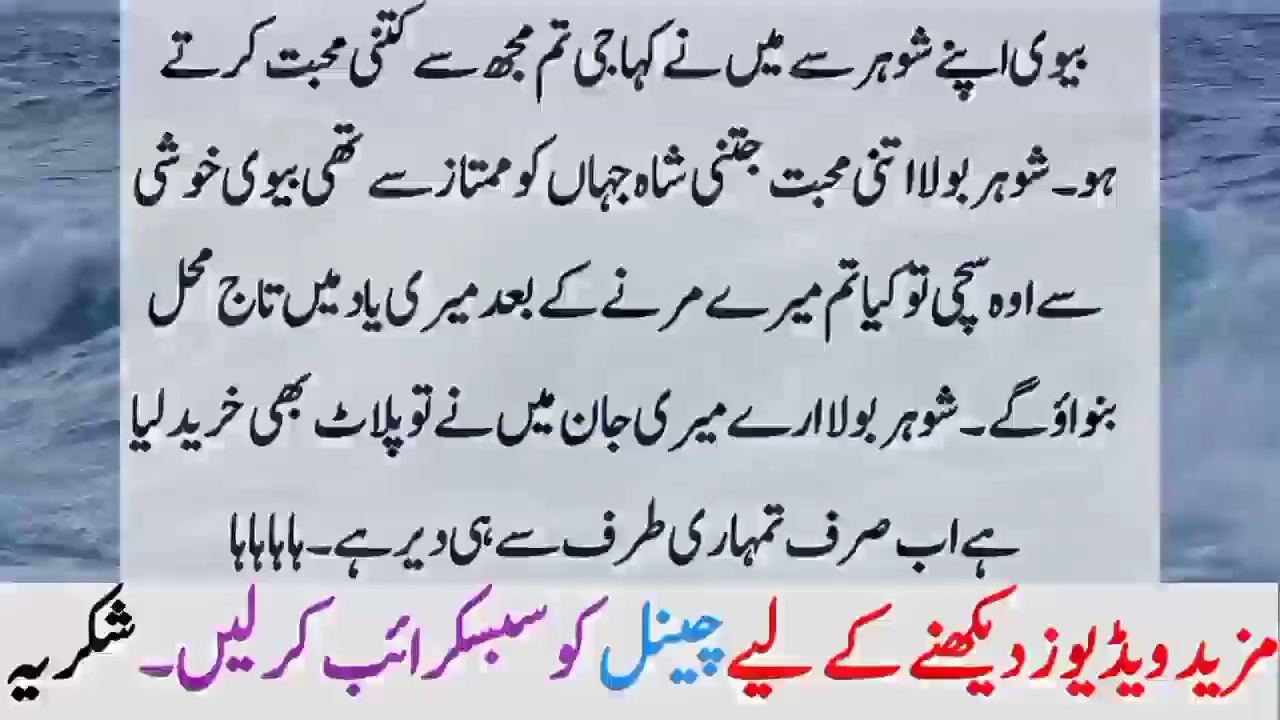 بیوی اپنے شوہر سے میں نے کہا جی تم مجھ سے کتنی محبت کرتے
ہو۔ شوہر بولا اتنی محبت جتنی شاہ جہاں کو ممتاز سے تھی بیوی خوشی
سے اوہ سچی تو کیا تم میرے مرنے کے بعد میری یاد میں تاج محل
بنواؤ گے۔ شوہر بولا ارے میری جان میں نے تو پلاٹ بھی خرید لیا
ہے اب صرف تمہاری طرف سے ہی دیر ہے۔ ہاہاہاہا
مزید ویڈیوز دیکھنے کے لیے چینل کو سبسکرائب کر لیں۔ شکریہ